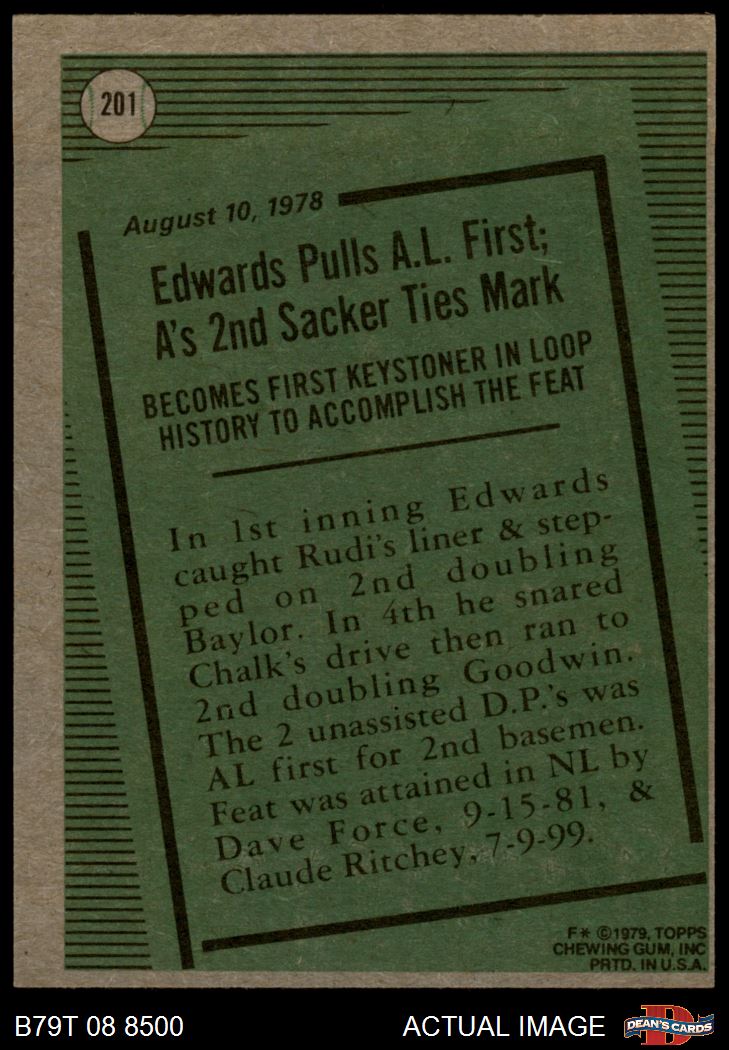 201
August 10, 1978
Edwards Pulls A.L. First;
A's 2nd Sacker Ties Mark
BECOMES FIRST KEYSTONER IN LOOP
HISTORY TO ACCOMPLISH THE FEAT
In 1st inning Edwards
caught Rudi's liner & step-
ped on 2nd doubling
Baylor. In 4th he snared
Chalk's drive then ran to
2nd doubling Goodwin.
The 2 unassisted D.P.'s was
AL first for 2nd basemen.
Feat was attained in NL by
Dave Force, 9-15-81, &
Claude Ritchey, 7-9-99.
F* ©1979, TOPPS
CHEWING GUM, INC
PRTD. IN U.S.A.
B79T 08 8500
ACTUAL IMAGE
D
DEAN'S CARDS